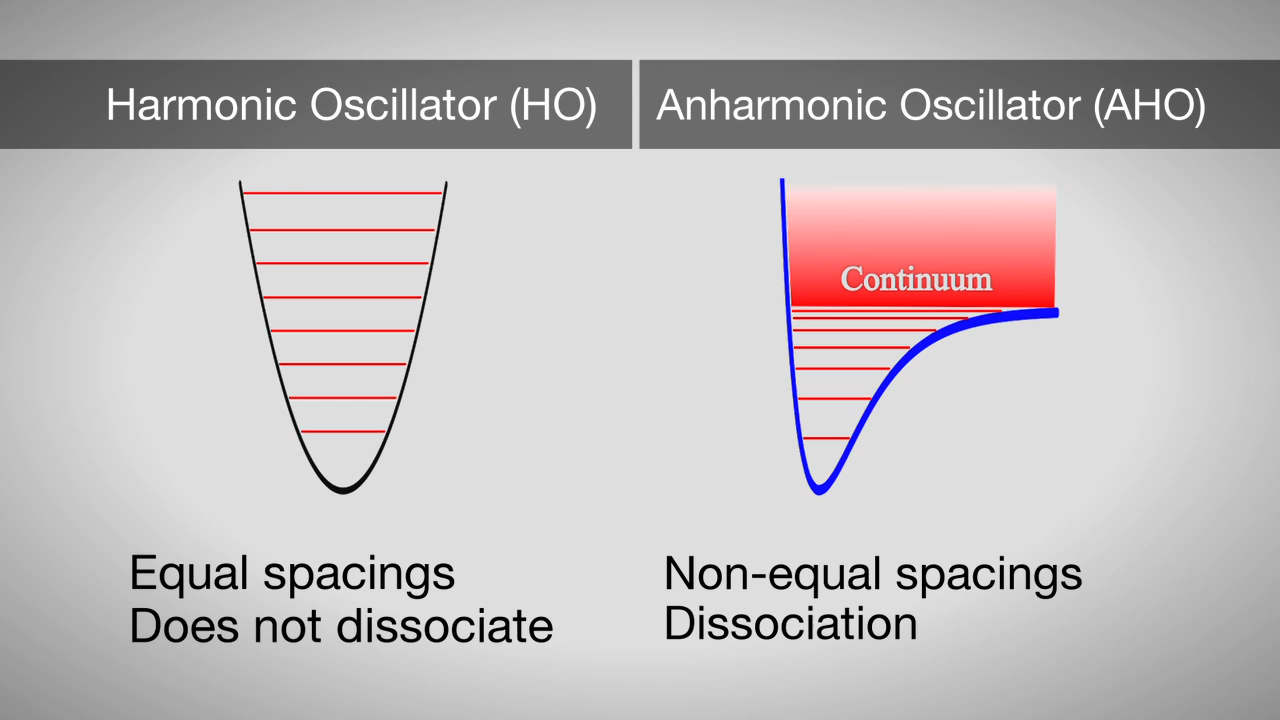 Harmonic Oscillator (HO)
Anharmonic Oscillator (AHO)
Continuum
Equal spacings
Does not dissociate
Non-equal spacings
Dissociation